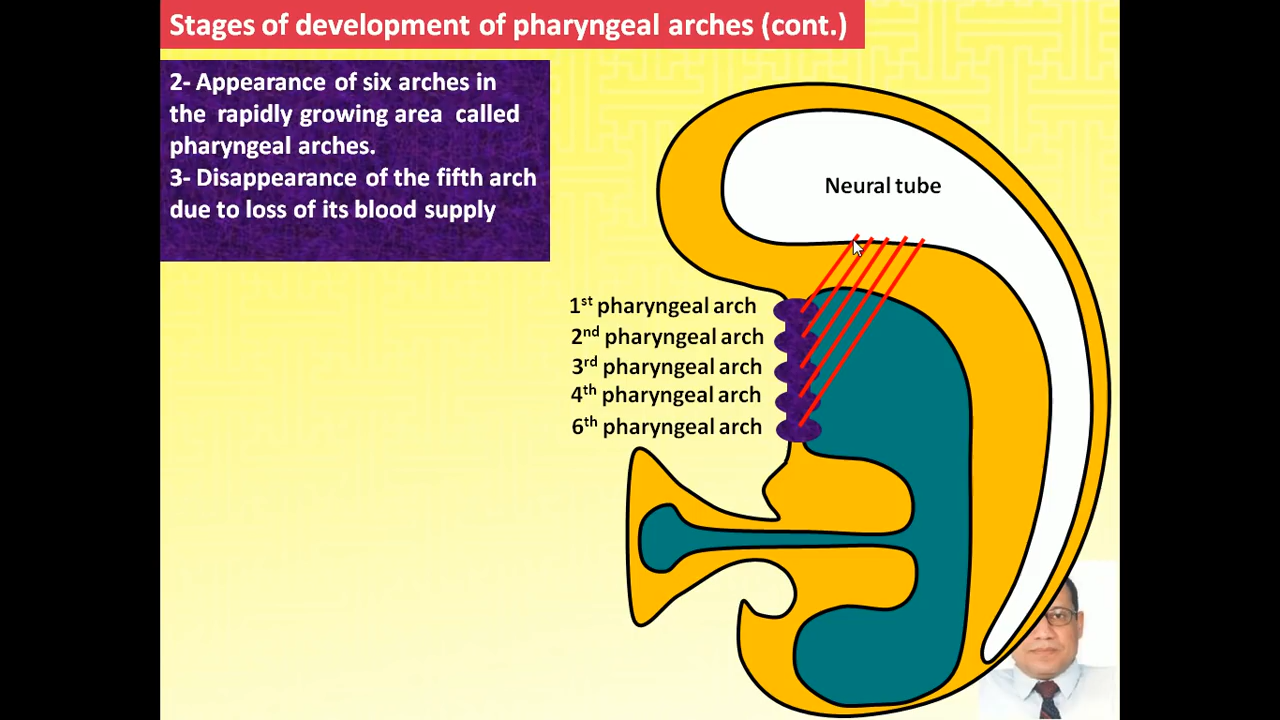 Stages of development of pharyngeal arches (cont.)
2- Appearance of six arches in
the rapidly growing area called
pharyngeal arches.
3- Disappearance of the fifth arch
due to loss of its blood supply
Neural tube
1st pharyngeal arch
2nd pharyngeal arch
3rd pharyngeal arch
4th pharyngeal arch
6th pharyngeal arch